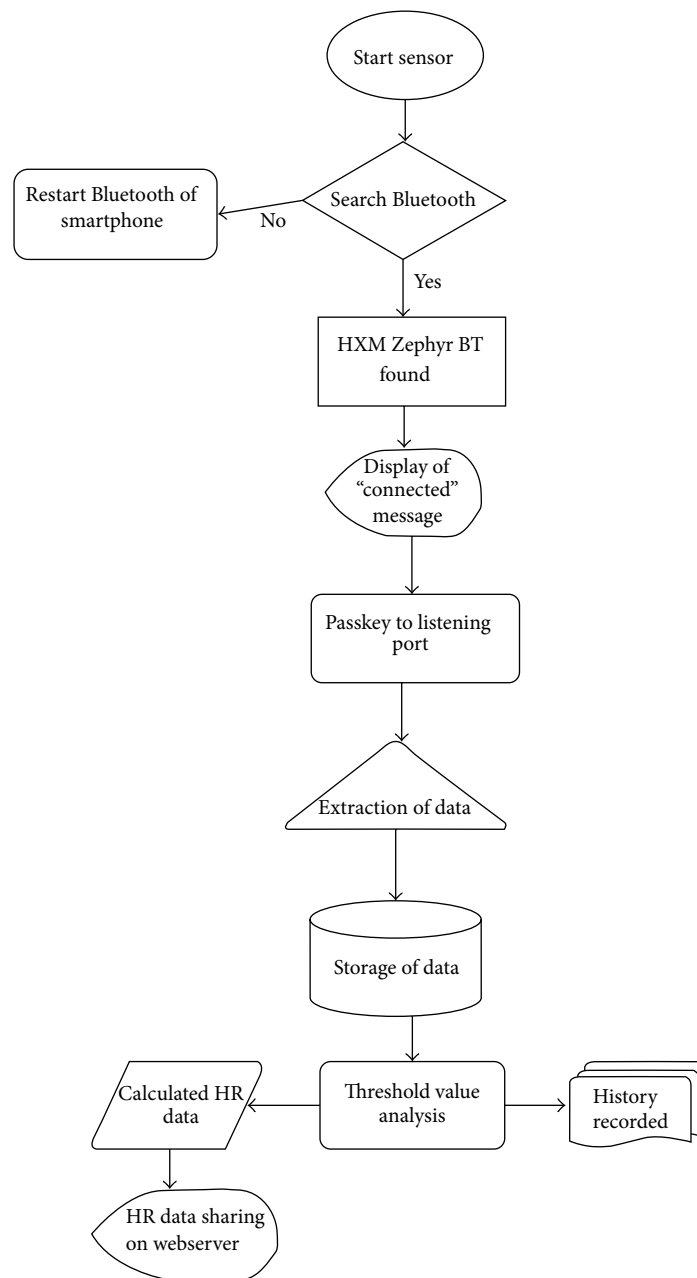 Start sensor
Search Bluetooth
Restart Bluetooth of
smartphone
No
Yes
HXM Zephyr BT
found
Display of
“connected”
message
Passkey to listening
port
Extraction of data
Storage of data
Threshold value
analysis
Calculated HR
data
History
recorded
HR data sharing
on webserver